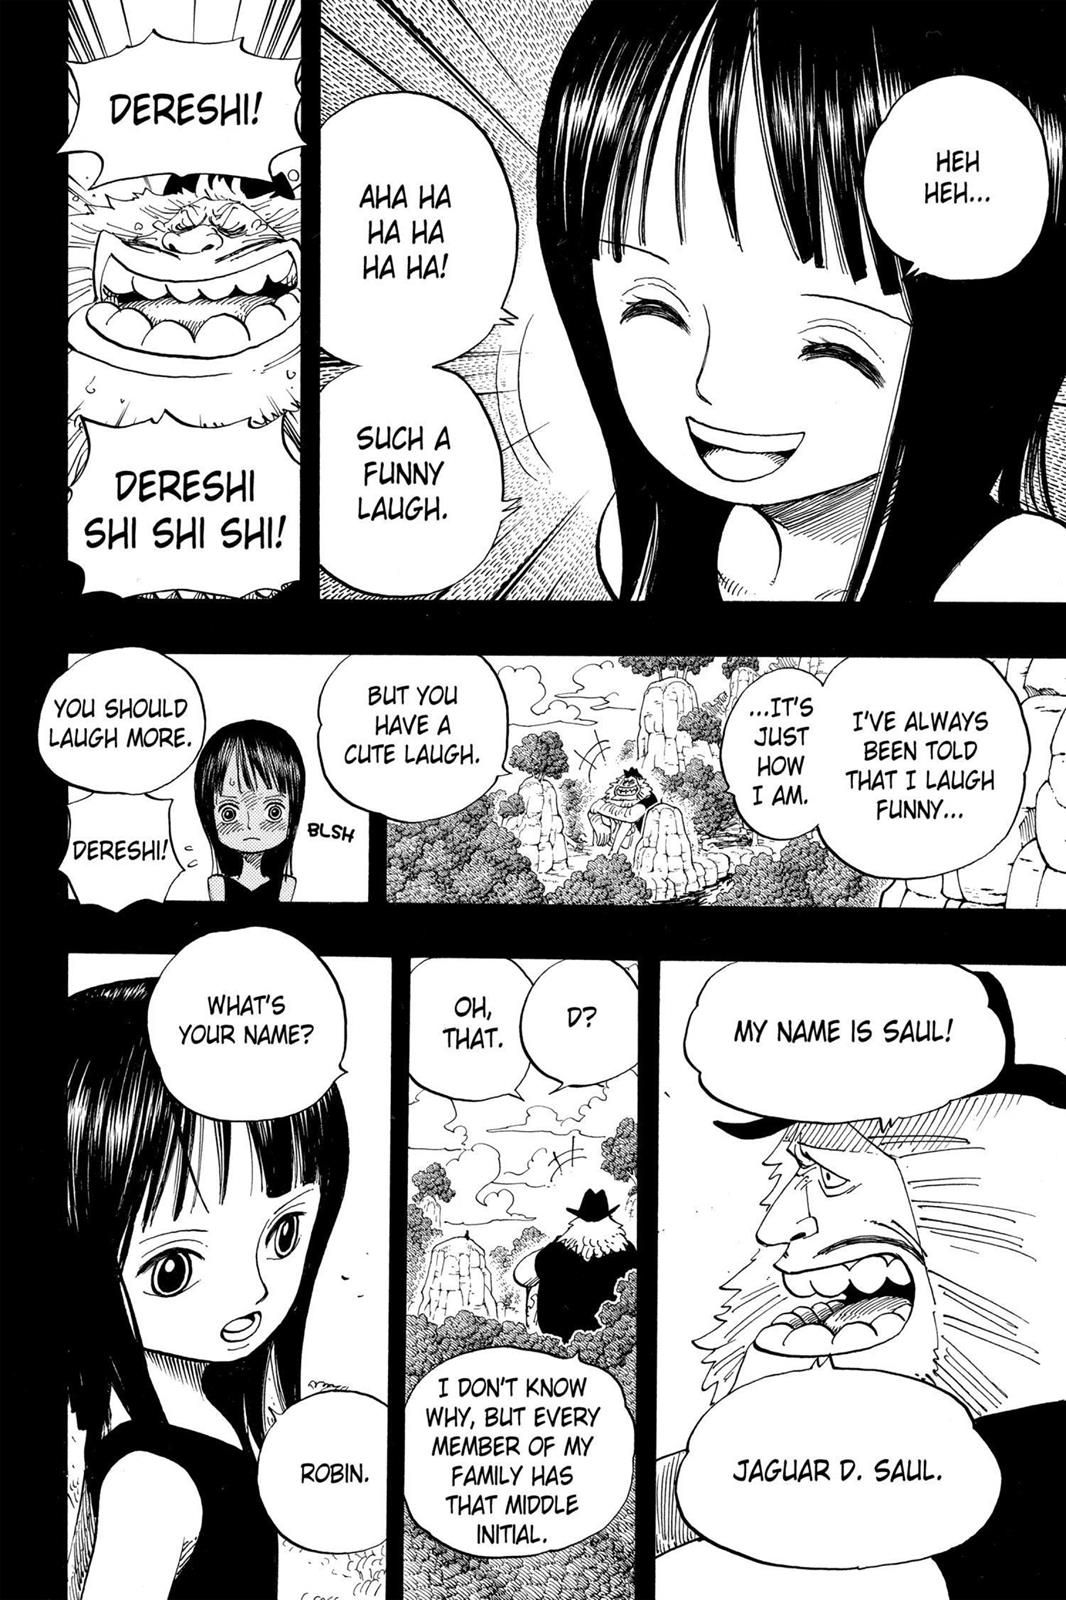 HEH
HEH...
AHA HA
HA HA
HA HA!
SUCH A
FUNNY
LAUGH.
DERESHI!
DERESHI
SHI SHI SHI!
I'VE ALWAYS
BEEN TOLD
THAT I LAUGH
FUNNY...
...IT'S
JUST
HOW
I AM.
BUT YOU
HAVE A
CUTE LAUGH.
BLSH
YOU SHOULD
LAUGH MORE.
DERESHI!
MY NAME IS SAUL!
JAGUAR D. SAUL.
D?
OH,
THAT.
I DON'T KNOW
WHY, BUT EVERY
MEMBER OF MY
FAMILY HAS
THAT MIDDLE
INITIAL.
WHAT'S
YOUR NAME?
ROBIN.